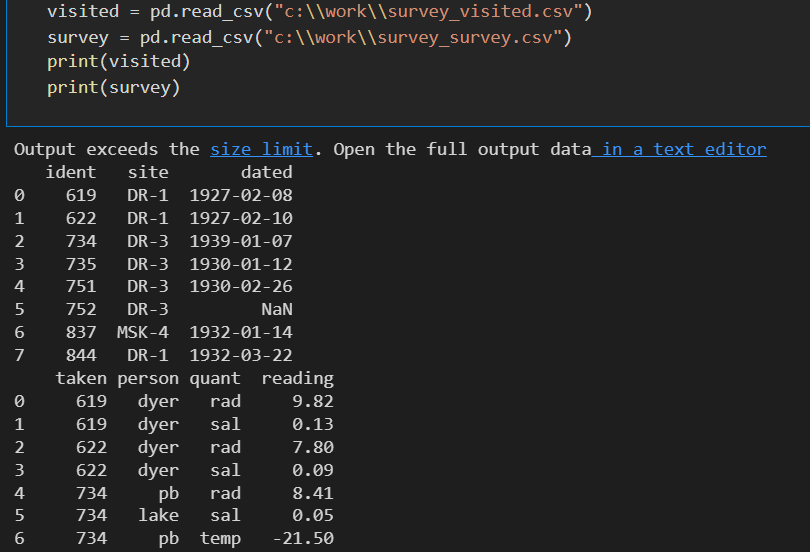 visited = pd.read_csv("c:\\work\\survey_visited.csv")
survey = pd.read_csv("c:\\work\\survey_survey.csv")
print(visited)
print(survey)
Output exceeds the size limit. Open the full output data in a text editor
ident site dated
0 619 DR-1 1927-02-08
1 622 DR-1 1927-02-10
2 734 DR-3 1939-01-07
3 735 DR-3 1930-01-12
4 751 DR-3 1930-02-26
5 752 DR-3 NaN
6 837 MSK-4 1932-01-14
7 844 DR-1 1932-03-22
taken person quant reading
0 619 dyer rad 9.82
1 619 dyer sal 0.13
2 622 dyer rad 7.80
3 622 dyer sal 0.09
4 734 pb rad 8.41
5 734 lake sal 0.05
6 734 pb temp -21.50